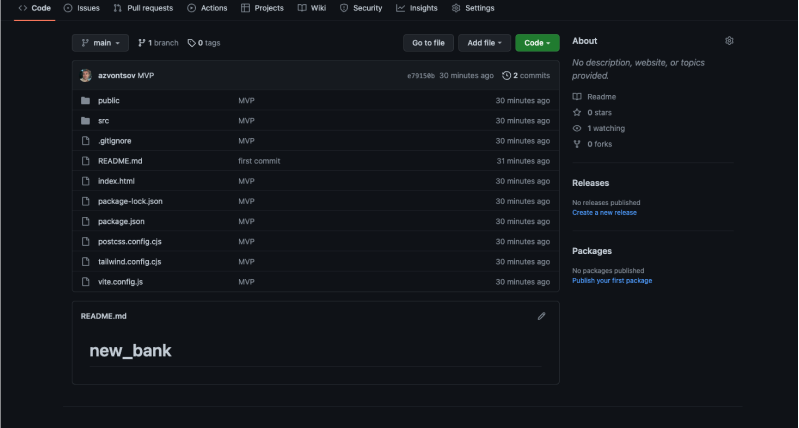 Code Issues Pull requests Actions Projects Wiki Security Insights Settings
main 1 branch 0 tags Go to file Add file Code
azvontsov MVP e79150b 30 minutes ago 2 commits
public MVP 30 minutes ago
src MVP 30 minutes ago
.gitignore MVP 30 minutes ago
README.md first commit 31 minutes ago
index.html MVP 30 minutes ago
package-lock.json MVP 30 minutes ago
package.json MVP 30 minutes ago
postcss.config.cjs MVP 30 minutes ago
tailwind.config.cjs MVP 30 minutes ago
vite.config.js MVP 30 minutes ago
README.md
new_bank
About
No description, website, or topics
provided.
Readme
0 stars
1 watching
0 forks
Releases
No releases published
Create a new release
Packages
No packages published
Publish your first package